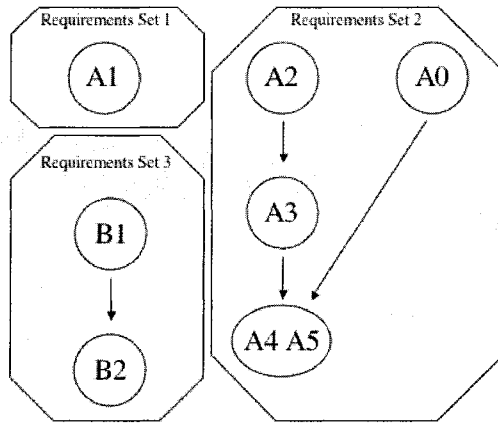 Requirements Set 1
A1
Requirements Set 2
A2
A0
A3
A4 A5
Requirements Set 3
B1
B2